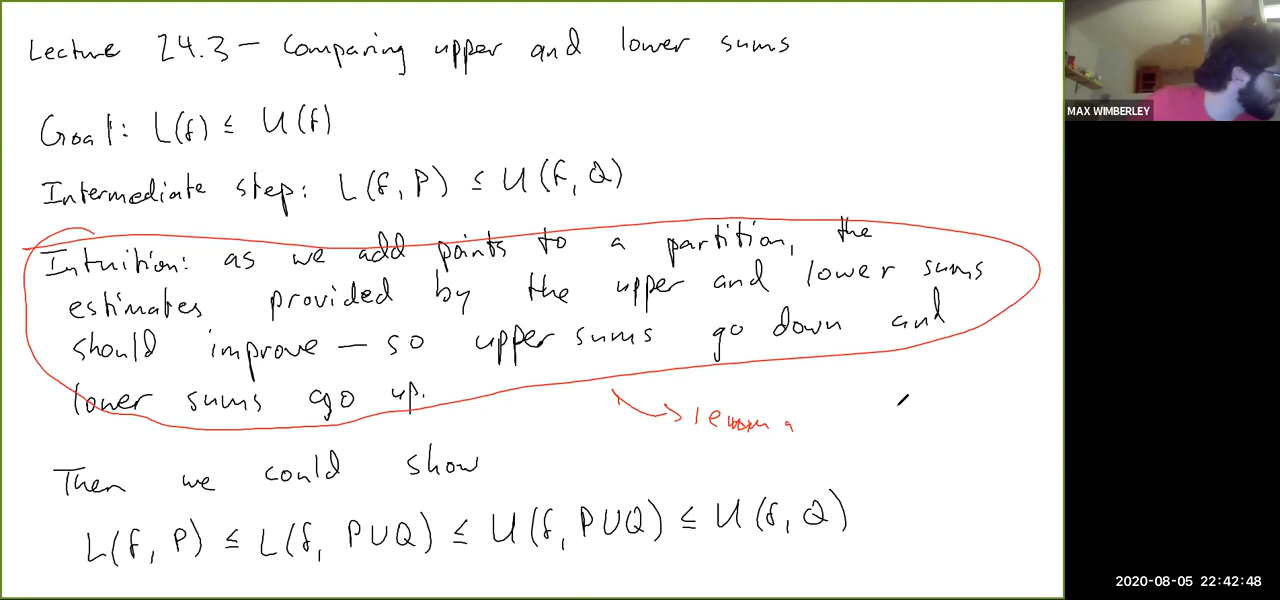 Lecture 24.3 — Comparing upper and lower sums
Goal: L(f) ≤ U(f)
Intermediate step: L(f, P) ≤ U(f, Q)
Intuition: as we add points to a partition, the
estimates provided by the upper and lower sums
should improve — so upper sums go down and
lower sums go up.
lemma
Then we could show
L(f, P) ≤ L(f, P∪Q) ≤ U(f, P∪Q) ≤ U(f, Q)
MAX WIMBERLEY
2020-08-05 22:42:48